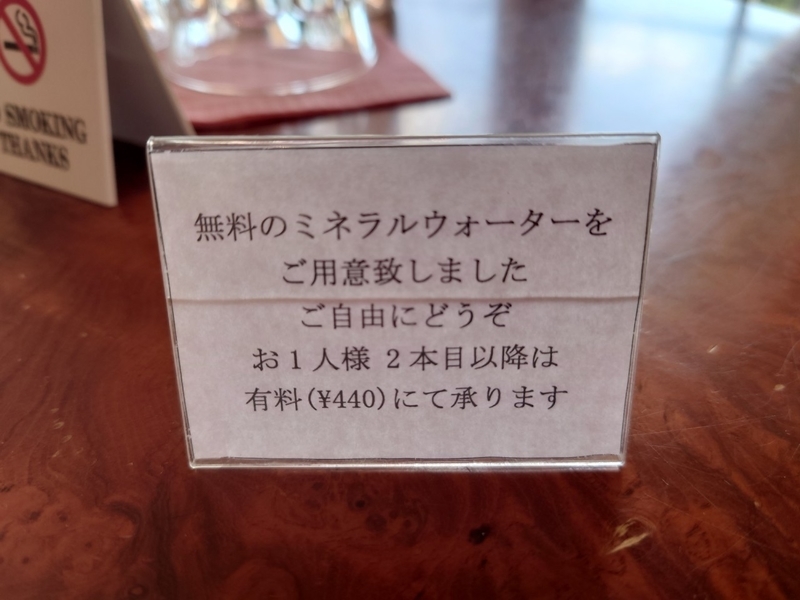 SMOKING
THANKS
無料のミネラルウォーターを
ご用意致しました
ご自由にどうぞ
お1人様 2本目以降は
有料(¥440)にて承ります